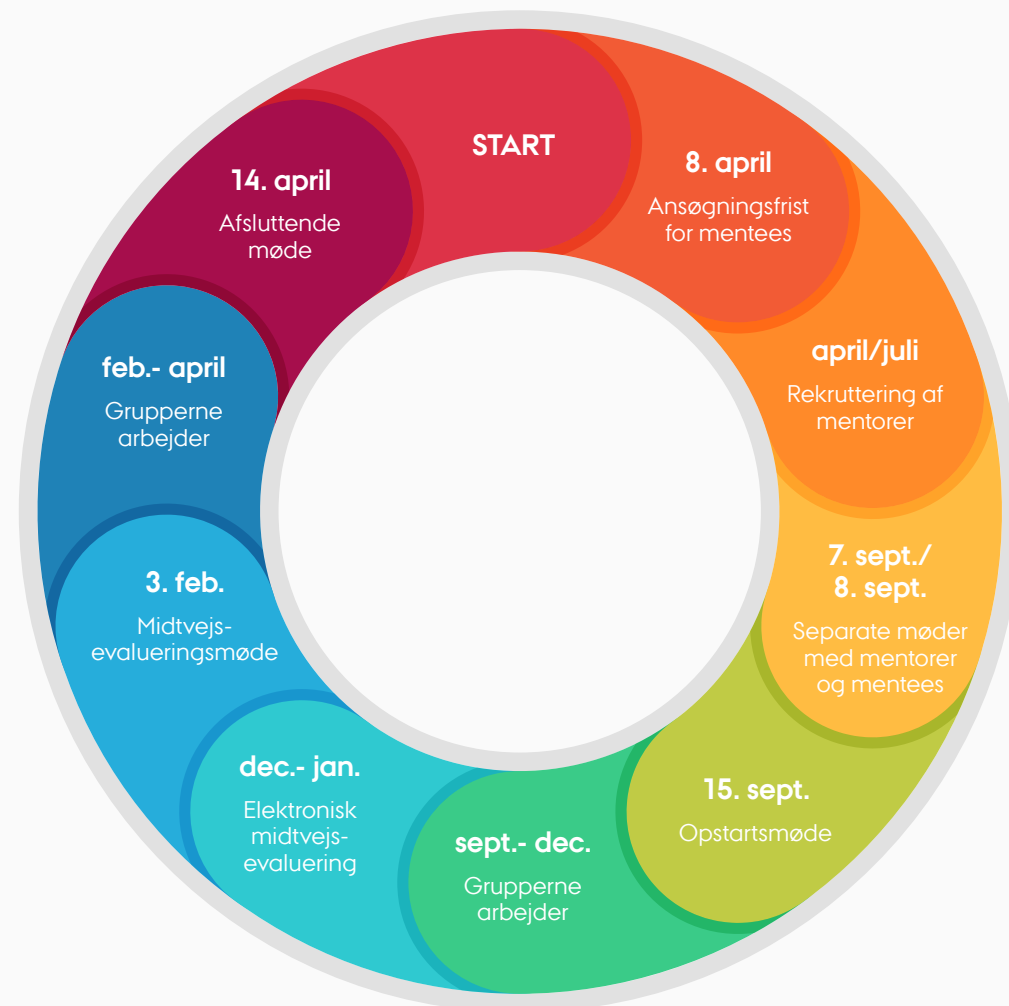 START
8. april
Ansøgningsfrist
for mentees
april/juli
Rekruttering af
mentorer
7. sept./
8. sept.
Separate møder
med mentorer
og mentees
15. sept.
Opstartsmøde
sept.- dec.
Grupperne
arbejder
dec.- jan.
Elektronisk
midtvejs-
evaluering
3. feb.
Midtvejs-
evalueringsmøde
feb.- april
Grupperne
arbejder
14. april
Afsluttende
møde